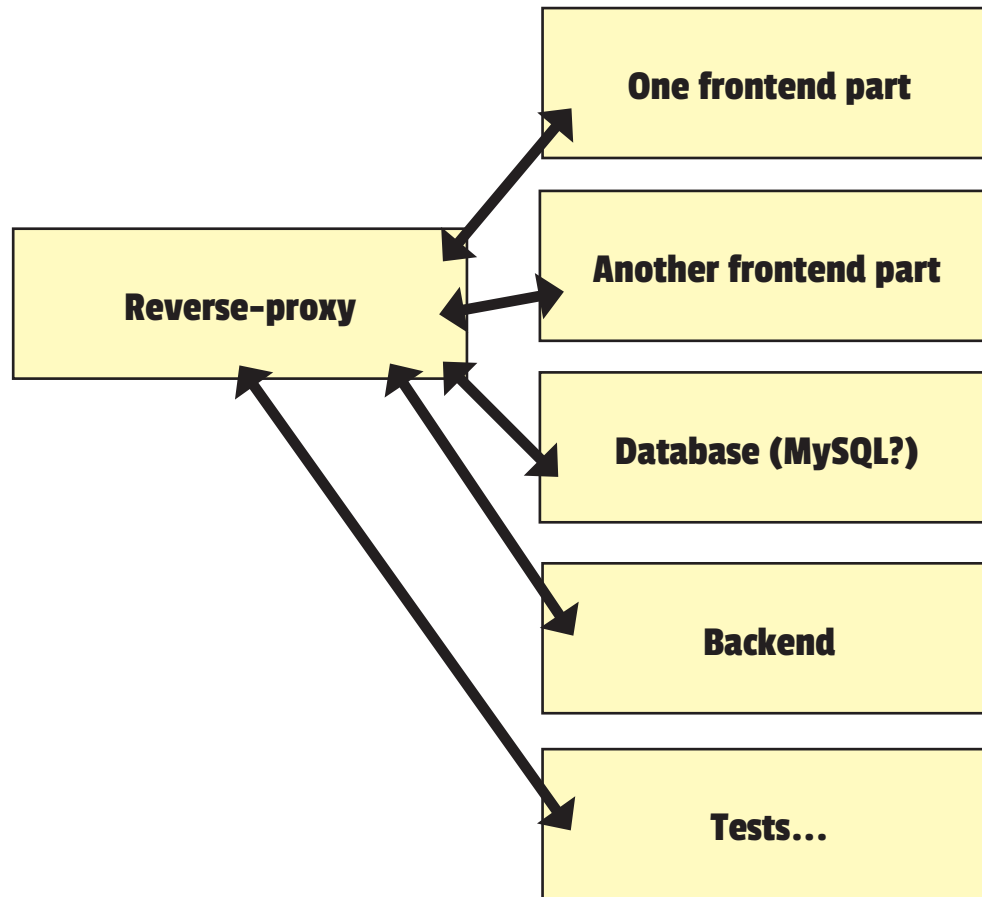 One frontend part
Another frontend part
Reverse-proxy
Database (MySQL?)
Backend
Tests...